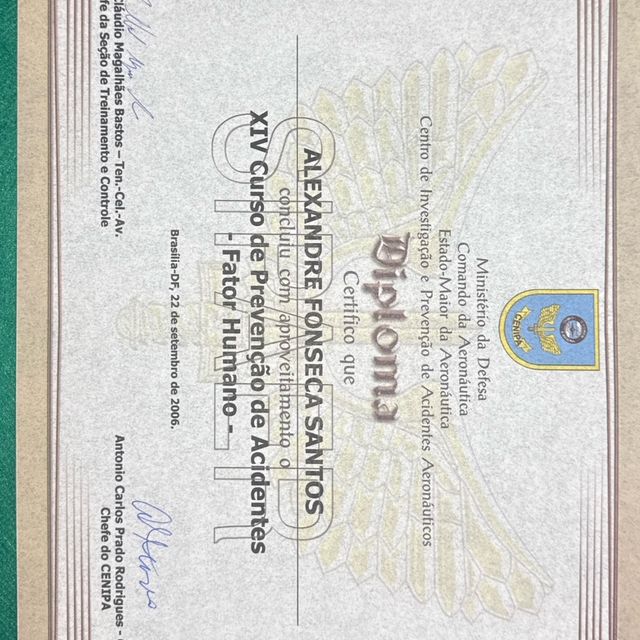 CENIPA
Ministério da Defesa
Comando da Aeronáutica
Estado-Maior da Aeronáutica
Centro de Investigação e Prevenção de Acidentes Aeronáuticos
Diploma
Certifico que
ALEXANDRE FONSECA SANTOS
concluiu com aproveitamento o
XIV Curso de Prevenção de Acidentes
- Fator Humano -
Brasília-DF, 22 de setembro de 2006.
Cláudio Magalhães Bastos – Ten.-Cel.-Av.
fe da Seção de Treinamento e Controle
Antonio Carlos Prado Rodrigues -
Chefe do CENIPA